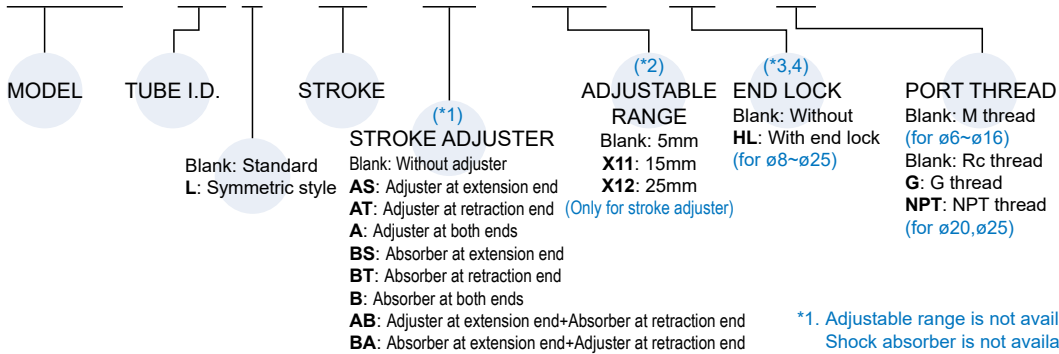 MODEL
TUBE I.D.
Blank: Standard
L: Symmetric style
STROKE
(*1)
STROKE ADJUSTER
Blank: Without adjuster
AS: Adjuster at extension end
AT: Adjuster at retraction end
A: Adjuster at both ends
BS: Absorber at extension end
BT: Absorber at retraction end
B: Absorber at both ends
AB: Adjuster at extension end+Absorber at retraction end
BA: Absorber at extension end+Adjuster at retraction end
(*2)
ADJUSTABLE
RANGE
Blank: 5mm
X11: 15mm
X12: 25mm
(Only for stroke adjuster)
(*3,4)
END LOCK
Blank: Without
HL: With end lock
(for ø8~ø25)
PORT THREAD
Blank: M thread
(for ø6~ø16)
Blank: Rc thread
G: G thread
NPT: NPT thread
(for ø20,ø25)
*1. Adjustable range is not avail
Shock absorber is not availa